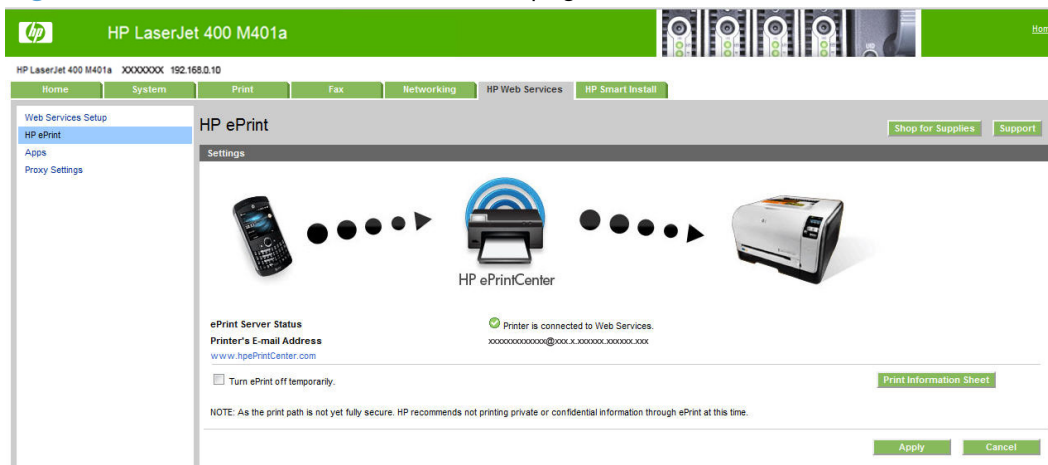 hp HP LaserJet 400 M401a
HP LaserJet 400 M401a XXXXXXX 192.168.0.10
Home System Print Fax Networking HP Web Services HP Smart Install
Web Services Setup
HP ePrint
Apps
Proxy Settings
HP ePrint
Shop for Supplies Support
Settings
HP ePrintCenter
ePrint Server Status Printer is connected to Web Services.
Printer's E-mail Address xxxxxxxxxxxxx@xxx.x.xxxxxx.xxxxxx.xxx
www.hpePrintCenter.com
Turn ePrint off temporarily. Print Information Sheet
NOTE: As the print path is not yet fully secure. HP recommends not printing private or confidential information through ePrint at this time.
Apply Cancel